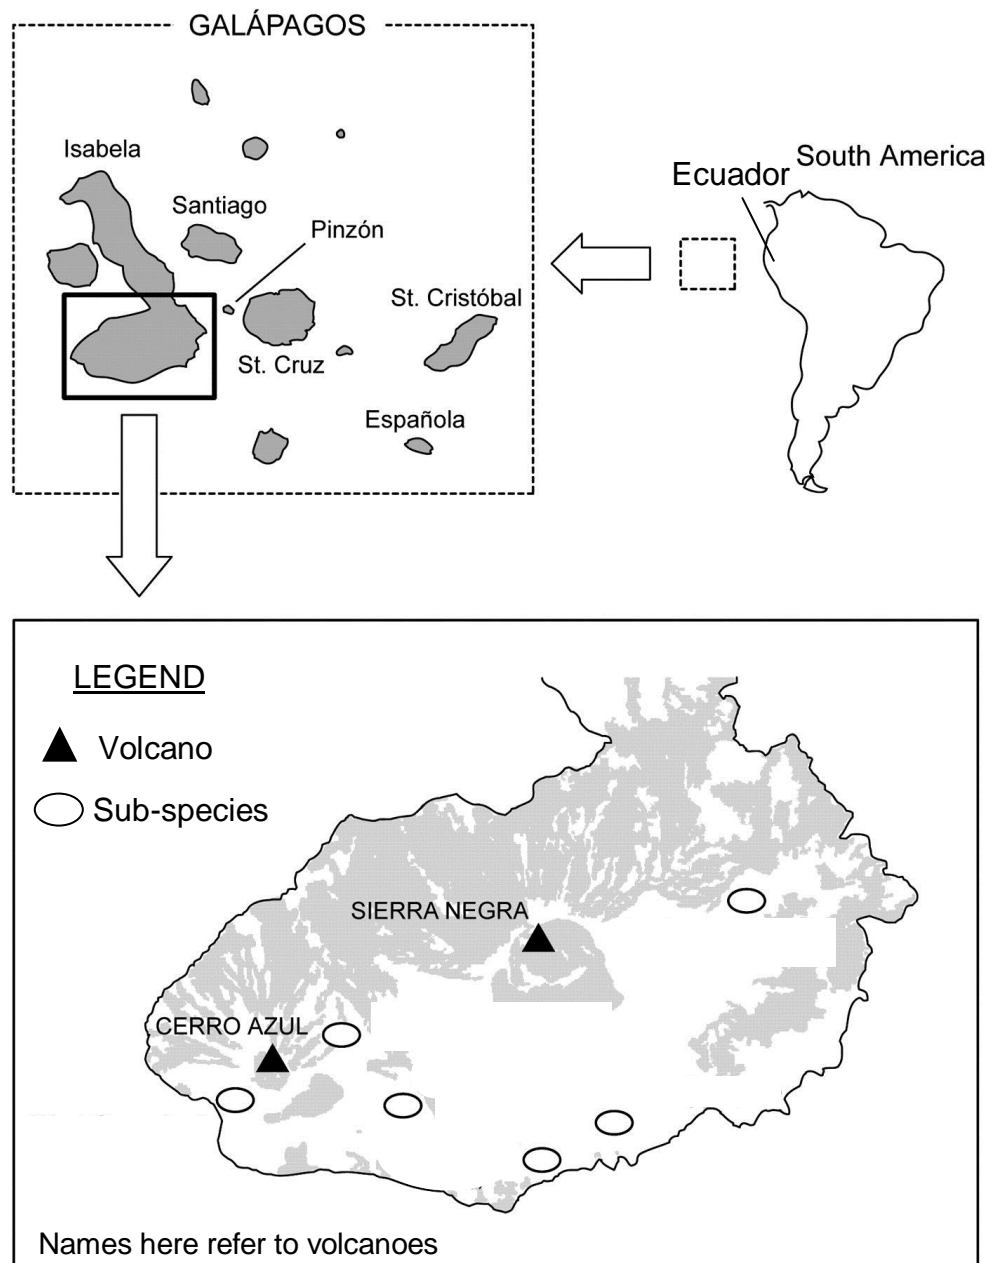 GALÁPAGOS
Isabela
Santiago
Pinzón
St. Cristóbal
St. Cruz
Española
Ecuador
South America
LEGEND
Volcano
Sub-species
SIERRA NEGRA
CERRO AZUL
Names here refer to volcanoes